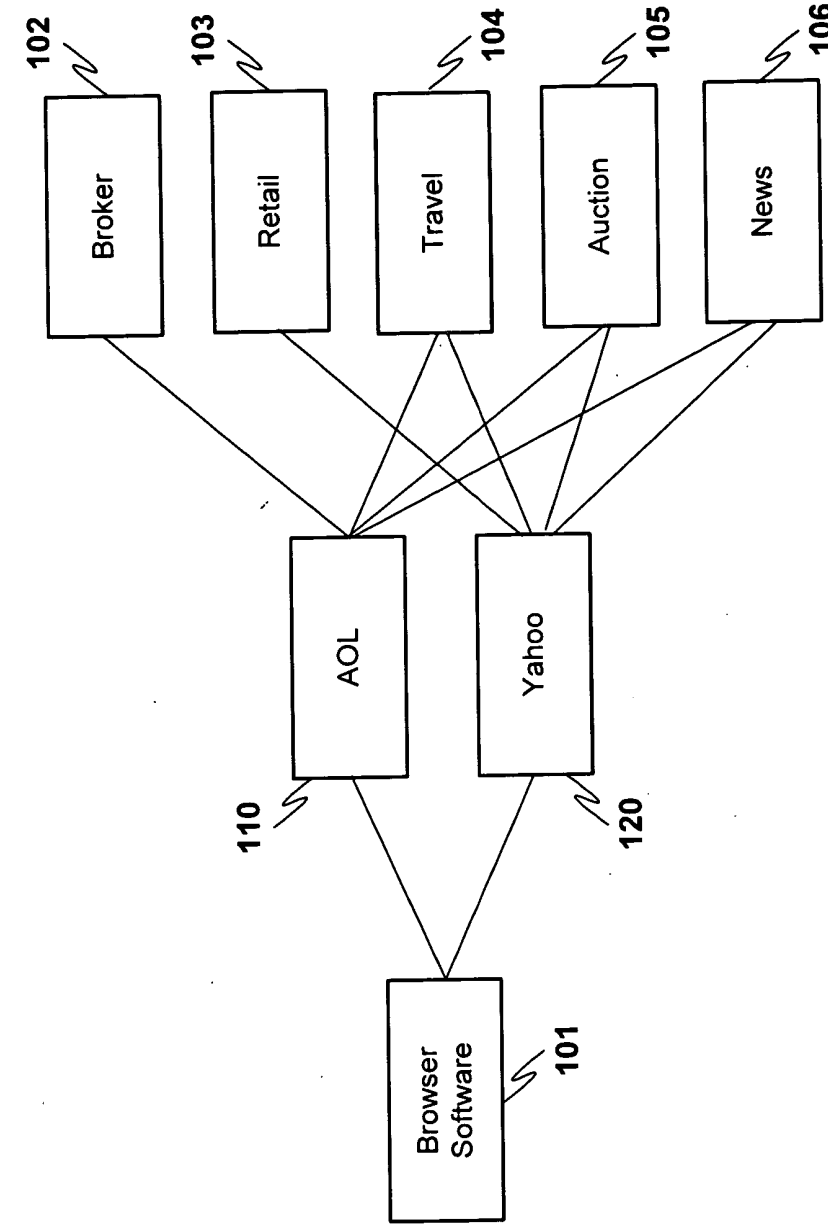 102
Broker
103
Retail
104
Travel
105
Auction
106
News
110
AOL
120
Yahoo
101
Browser
Software